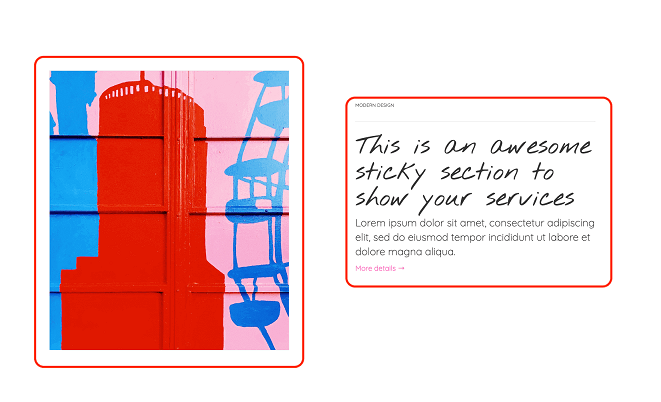 MODERN DESIGN
This is an awesome
sticky section to
show your services
Lorem ipsum dolor sit amet, consectetur adipiscing
elit, sed do eiusmod tempor incididunt ut labore et
dolore magna aliqua.
More details →